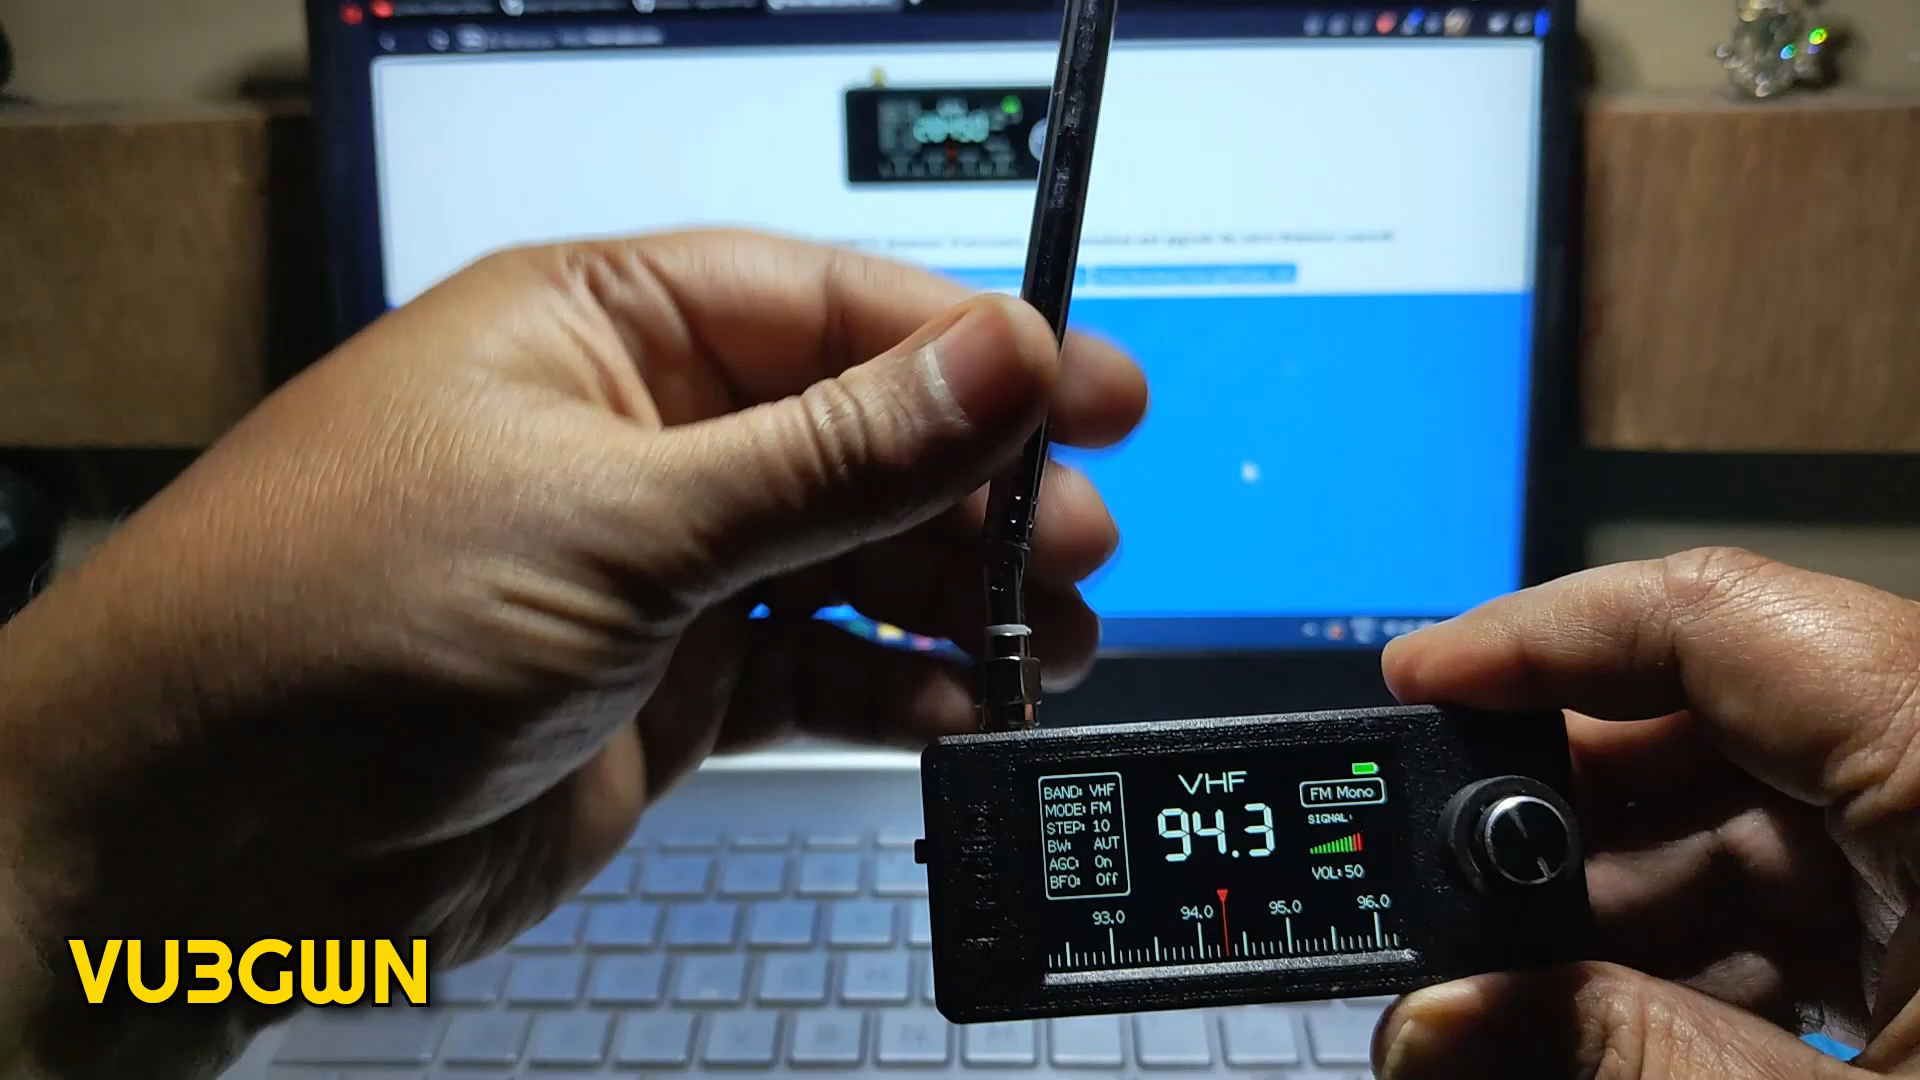 BAND: VHF
MODE: FM
STEP: 10
BW: AUT
AGC: On
BFO: Off
VHF
94.3
FM Mono
SIGNAL:
VOL: 50
93.0 94.0 95.0 96.0
VU3GWN